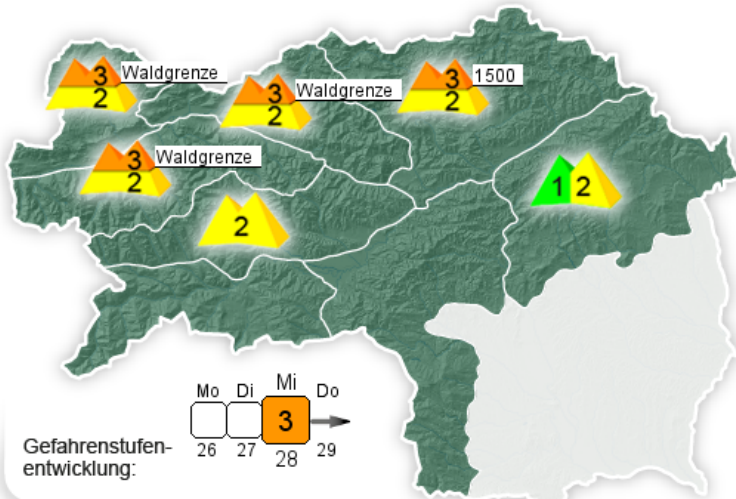 3 Waldgrenze
2
3 Waldgrenze
2
3 1500
2
3 Waldgrenze
2
2
1 2
Mo Di Mi Do
3
26 27 28 29
Gefahrenstufen-
entwicklung: